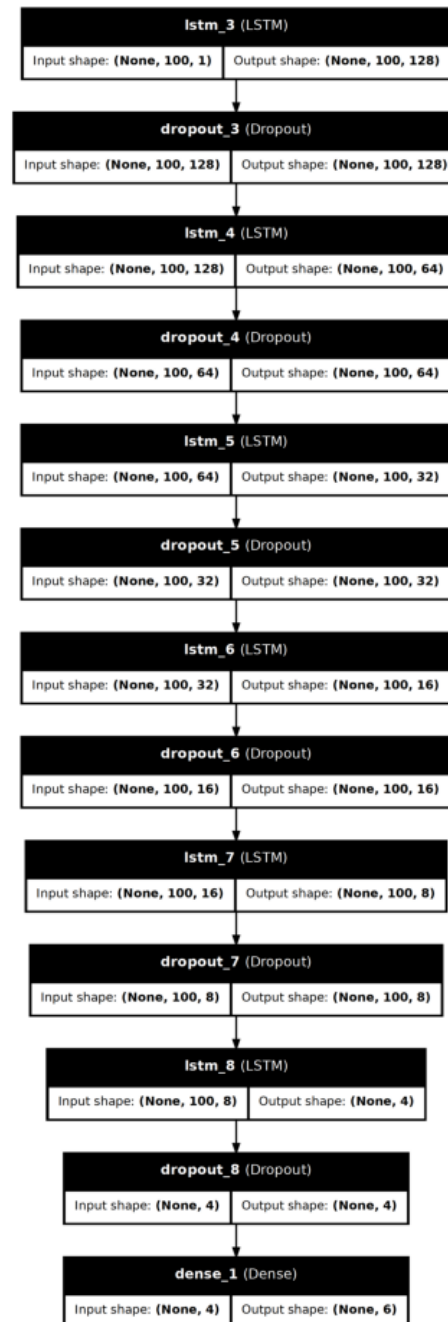 lstm_3 (LSTM)
Input shape: (None, 100, 1) Output shape: (None, 100, 128)
dropout_3 (Dropout)
Input shape: (None, 100, 128) Output shape: (None, 100, 128)
lstm_4 (LSTM)
Input shape: (None, 100, 128) Output shape: (None, 100, 64)
dropout_4 (Dropout)
Input shape: (None, 100, 64) Output shape: (None, 100, 64)
lstm_5 (LSTM)
Input shape: (None, 100, 64) Output shape: (None, 100, 32)
dropout_5 (Dropout)
Input shape: (None, 100, 32) Output shape: (None, 100, 32)
lstm_6 (LSTM)
Input shape: (None, 100, 32) Output shape: (None, 100, 16)
dropout_6 (Dropout)
Input shape: (None, 100, 16) Output shape: (None, 100, 16)
lstm_7 (LSTM)
Input shape: (None, 100, 16) Output shape: (None, 100, 8)
dropout_7 (Dropout)
Input shape: (None, 100, 8) Output shape: (None, 100, 8)
lstm_8 (LSTM)
Input shape: (None, 100, 8) Output shape: (None, 4)
dropout_8 (Dropout)
Input shape: (None, 4) Output shape: (None, 4)
dense_1 (Dense)
Input shape: (None, 4) Output shape: (None, 6)